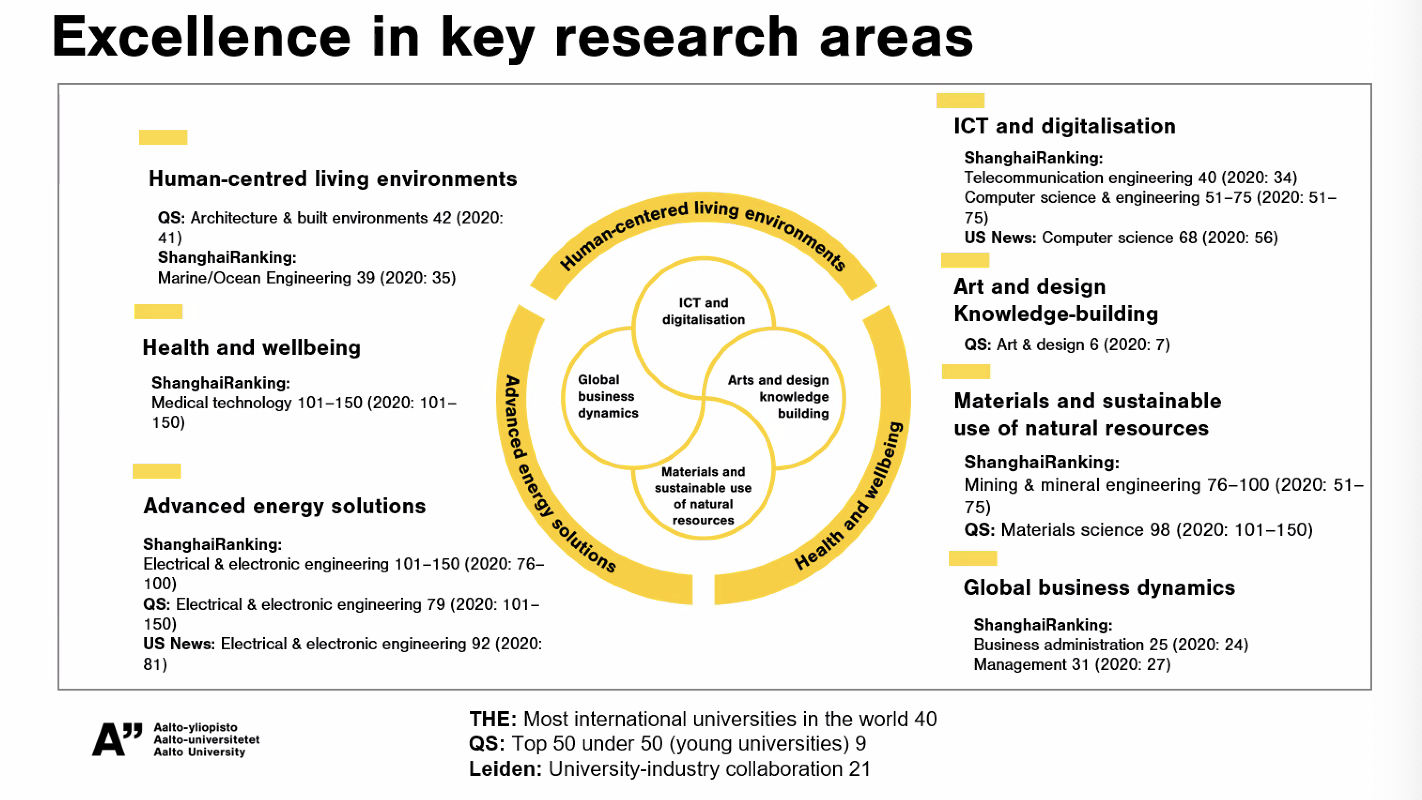 Excellence in key research areas
Human-centred living environments
QS: Architecture & built environments 42 (2020:
41)
ShanghaiRanking:
Marine/Ocean Engineering 39 (2020: 35)
Health and wellbeing
ShanghaiRanking:
Medical technology 101–150 (2020: 101–
150)
Advanced energy solutions
ShanghaiRanking:
Electrical & electronic engineering 101–150 (2020: 76–
100)
QS: Electrical & electronic engineering 79 (2020: 101–
150)
US News: Electrical & electronic engineering 92 (2020:
81)
Human-centered living environments
Advanced energy solutions
Health and wellbeing
ICT and
digitalisation
Global
business
dynamics
Arts and design
knowledge
building
Materials and
sustainable use
of natural
resources
ICT and digitalisation
ShanghaiRanking:
Telecommunication engineering 40 (2020: 34)
Computer science & engineering 51–75 (2020: 51–
75)
US News: Computer science 68 (2020: 56)
Art and design
Knowledge-building
QS: Art & design 6 (2020: 7)
Materials and sustainable
use of natural resources
ShanghaiRanking:
Mining & mineral engineering 76–100 (2020: 51–
75)
QS: Materials science 98 (2020: 101–150)
Global business dynamics
ShanghaiRanking:
Business administration 25 (2020: 24)
Management 31 (2020: 27)
A”
Aalto-yliopisto
Aalto-universitetet
Aalto University
THE: Most international universities in the world 40
QS: Top 50 under 50 (young universities) 9
Leiden: University-industry collaboration 21